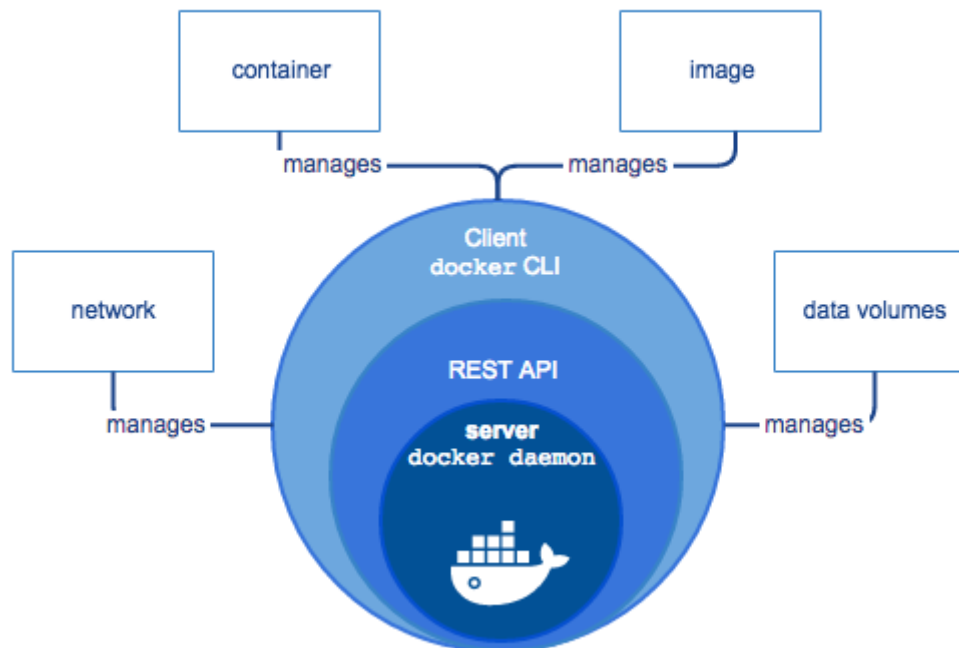 container
image
manages
manages
Client
docker CLI
network
data volumes
REST API
manages
manages
server
docker daemon